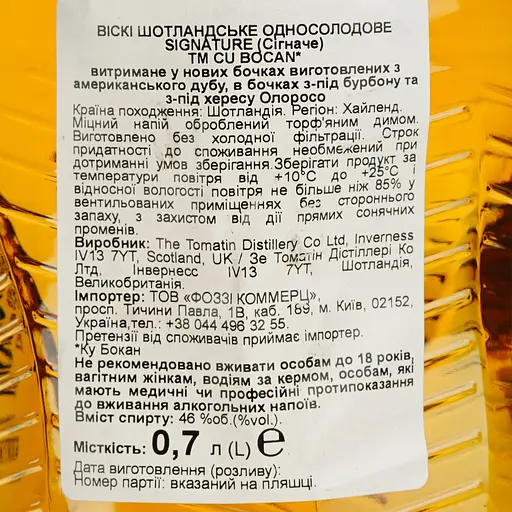 ВІСКІ ШОТЛАНДСЬКЕ ОДНОСОЛОДОВЕ
SIGNATURE (Сігначе)
TM CU BOCAN*
витримане у нових бочках виготовлених з
американського дубу, в бочках з-під бурбону та
з-під хересу Олоросо
Країна походження: Шотландія. Регіон: Хайленд.
Міцний напій оброблений торф'яним димом.
Виготовлено без холодної фільтрації. Строк
придатності до споживання необмежений при
дотриманні умов зберігання.Зберігати продукт за
температури повітря від +10°C до +25°C і
відносної вологості повітря не більше ніж 85% у
вентильованих приміщеннях без стороннього
запаху, з захистом від дії прямих сонячних
променів.
Виробник: The Tomatin Distillery Co Ltd, Inverness
IV13 7YT, Scotland, UK / Зе Томатін Дістіллері Ко
Лтд, Інвернесс IV13 7YT, Шотландія,
Великобританія.
Імпортер: ТОВ «ФОЗЗІ КОММЕРЦ»,
просп. Тичини Павла, 1В, каб. 169, м. Київ, 02152,
Україна,тел.: +38 044 496 32 55.
Претензії від споживачів приймає імпортер.
*Ку Бокан
Не рекомендовано вживати особам до 18 років,
вагітним жінкам, водіям за кермом, особам, які
мають медичні чи професійні протипоказання
до вживання алкогольних напоїв.
Вміст спирту: 46 %об.(%vol.).
Місткість: 0,7 л (L) ℮
Дата виготовлення (розливу):
Номер партії: вказаний на пляшці.